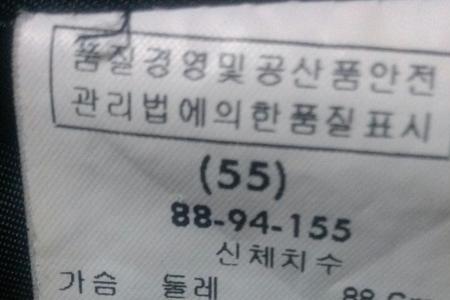 품질경영및공산품안전
관리법에의한품질표시
(55)
88-94-155
신체치수
가슴 둘레 88